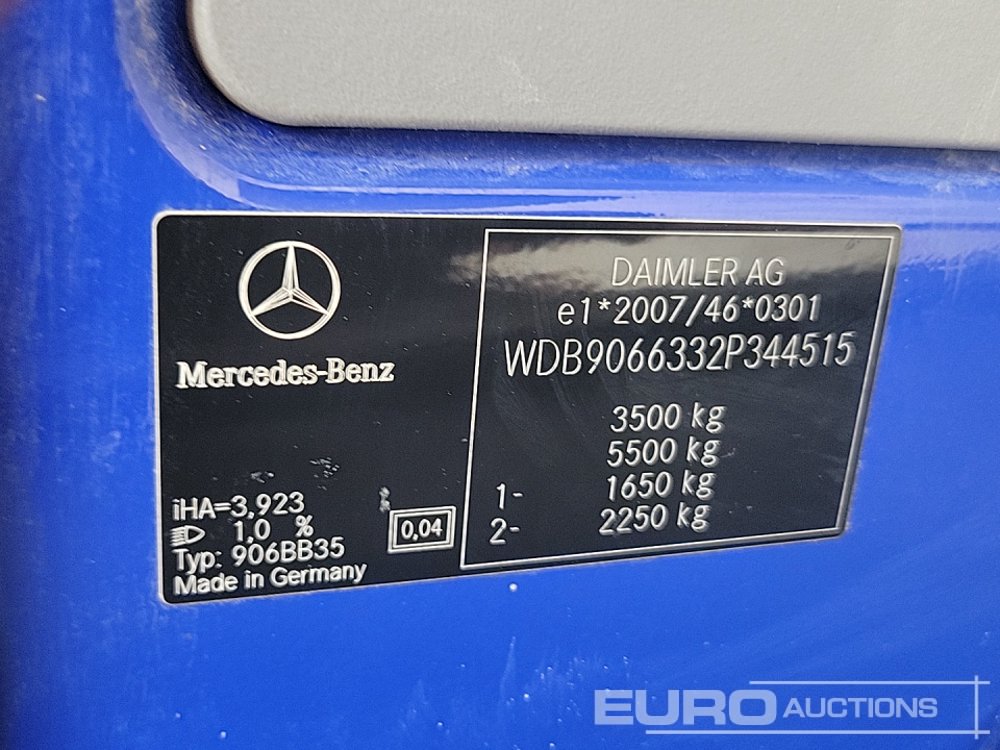 Mercedes-Benz
iHA=3,923
1,0 %
Typ: 906BB35
Made in Germany
0,04
DAIMLER AG
e1*2007/46*0301
WDB9066332P344515
3500 kg
5500 kg
1- 1650 kg
2- 2250 kg
EURO AUCTIONS